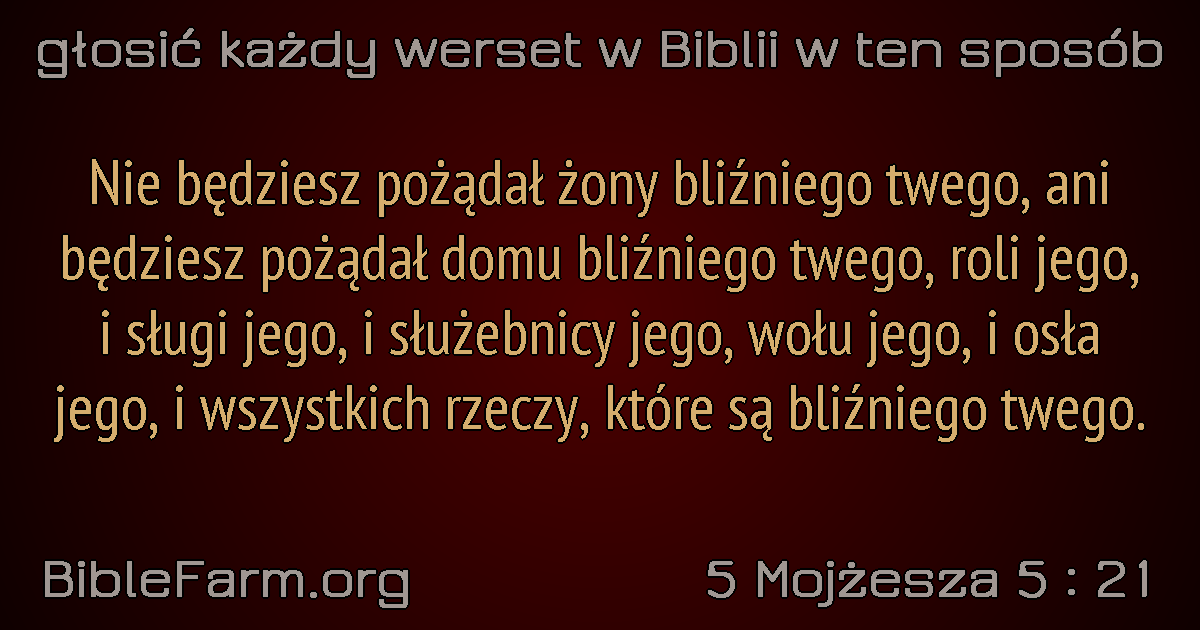 głosić każdy werset w Biblii w ten sposób
Nie będziesz pożądał żony bliźniego twego, ani
będziesz pożądał domu bliźniego twego, roli jego,
i sługi jego, i służebnicy jego, wołu jego, i osła
jego, i wszystkich rzeczy, które są bliźniego twego.
BibleFarm.org
5 Mojżesza 5 : 21